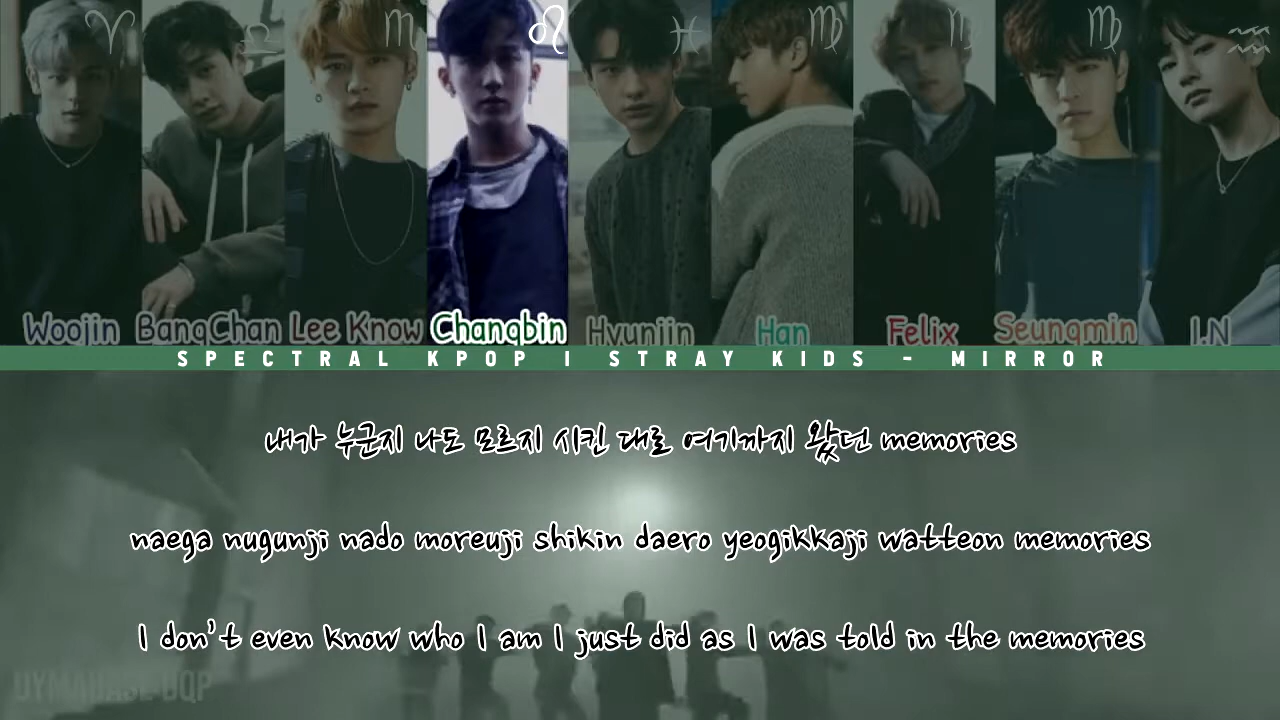 Woojin BangChan Lee Know Changbin Hyunjin Han Felix Seungmin I.N
SPECTRAL KPOP | STRAY KIDS - MIRROR
내가 누군지 나도 모르지 시킨 대로 여기까지 왔던 memories
naega nugunji nado moreuji shikin daero yeogikkaji watteon memories
I don't even know who I am I just did as I was told in the memories